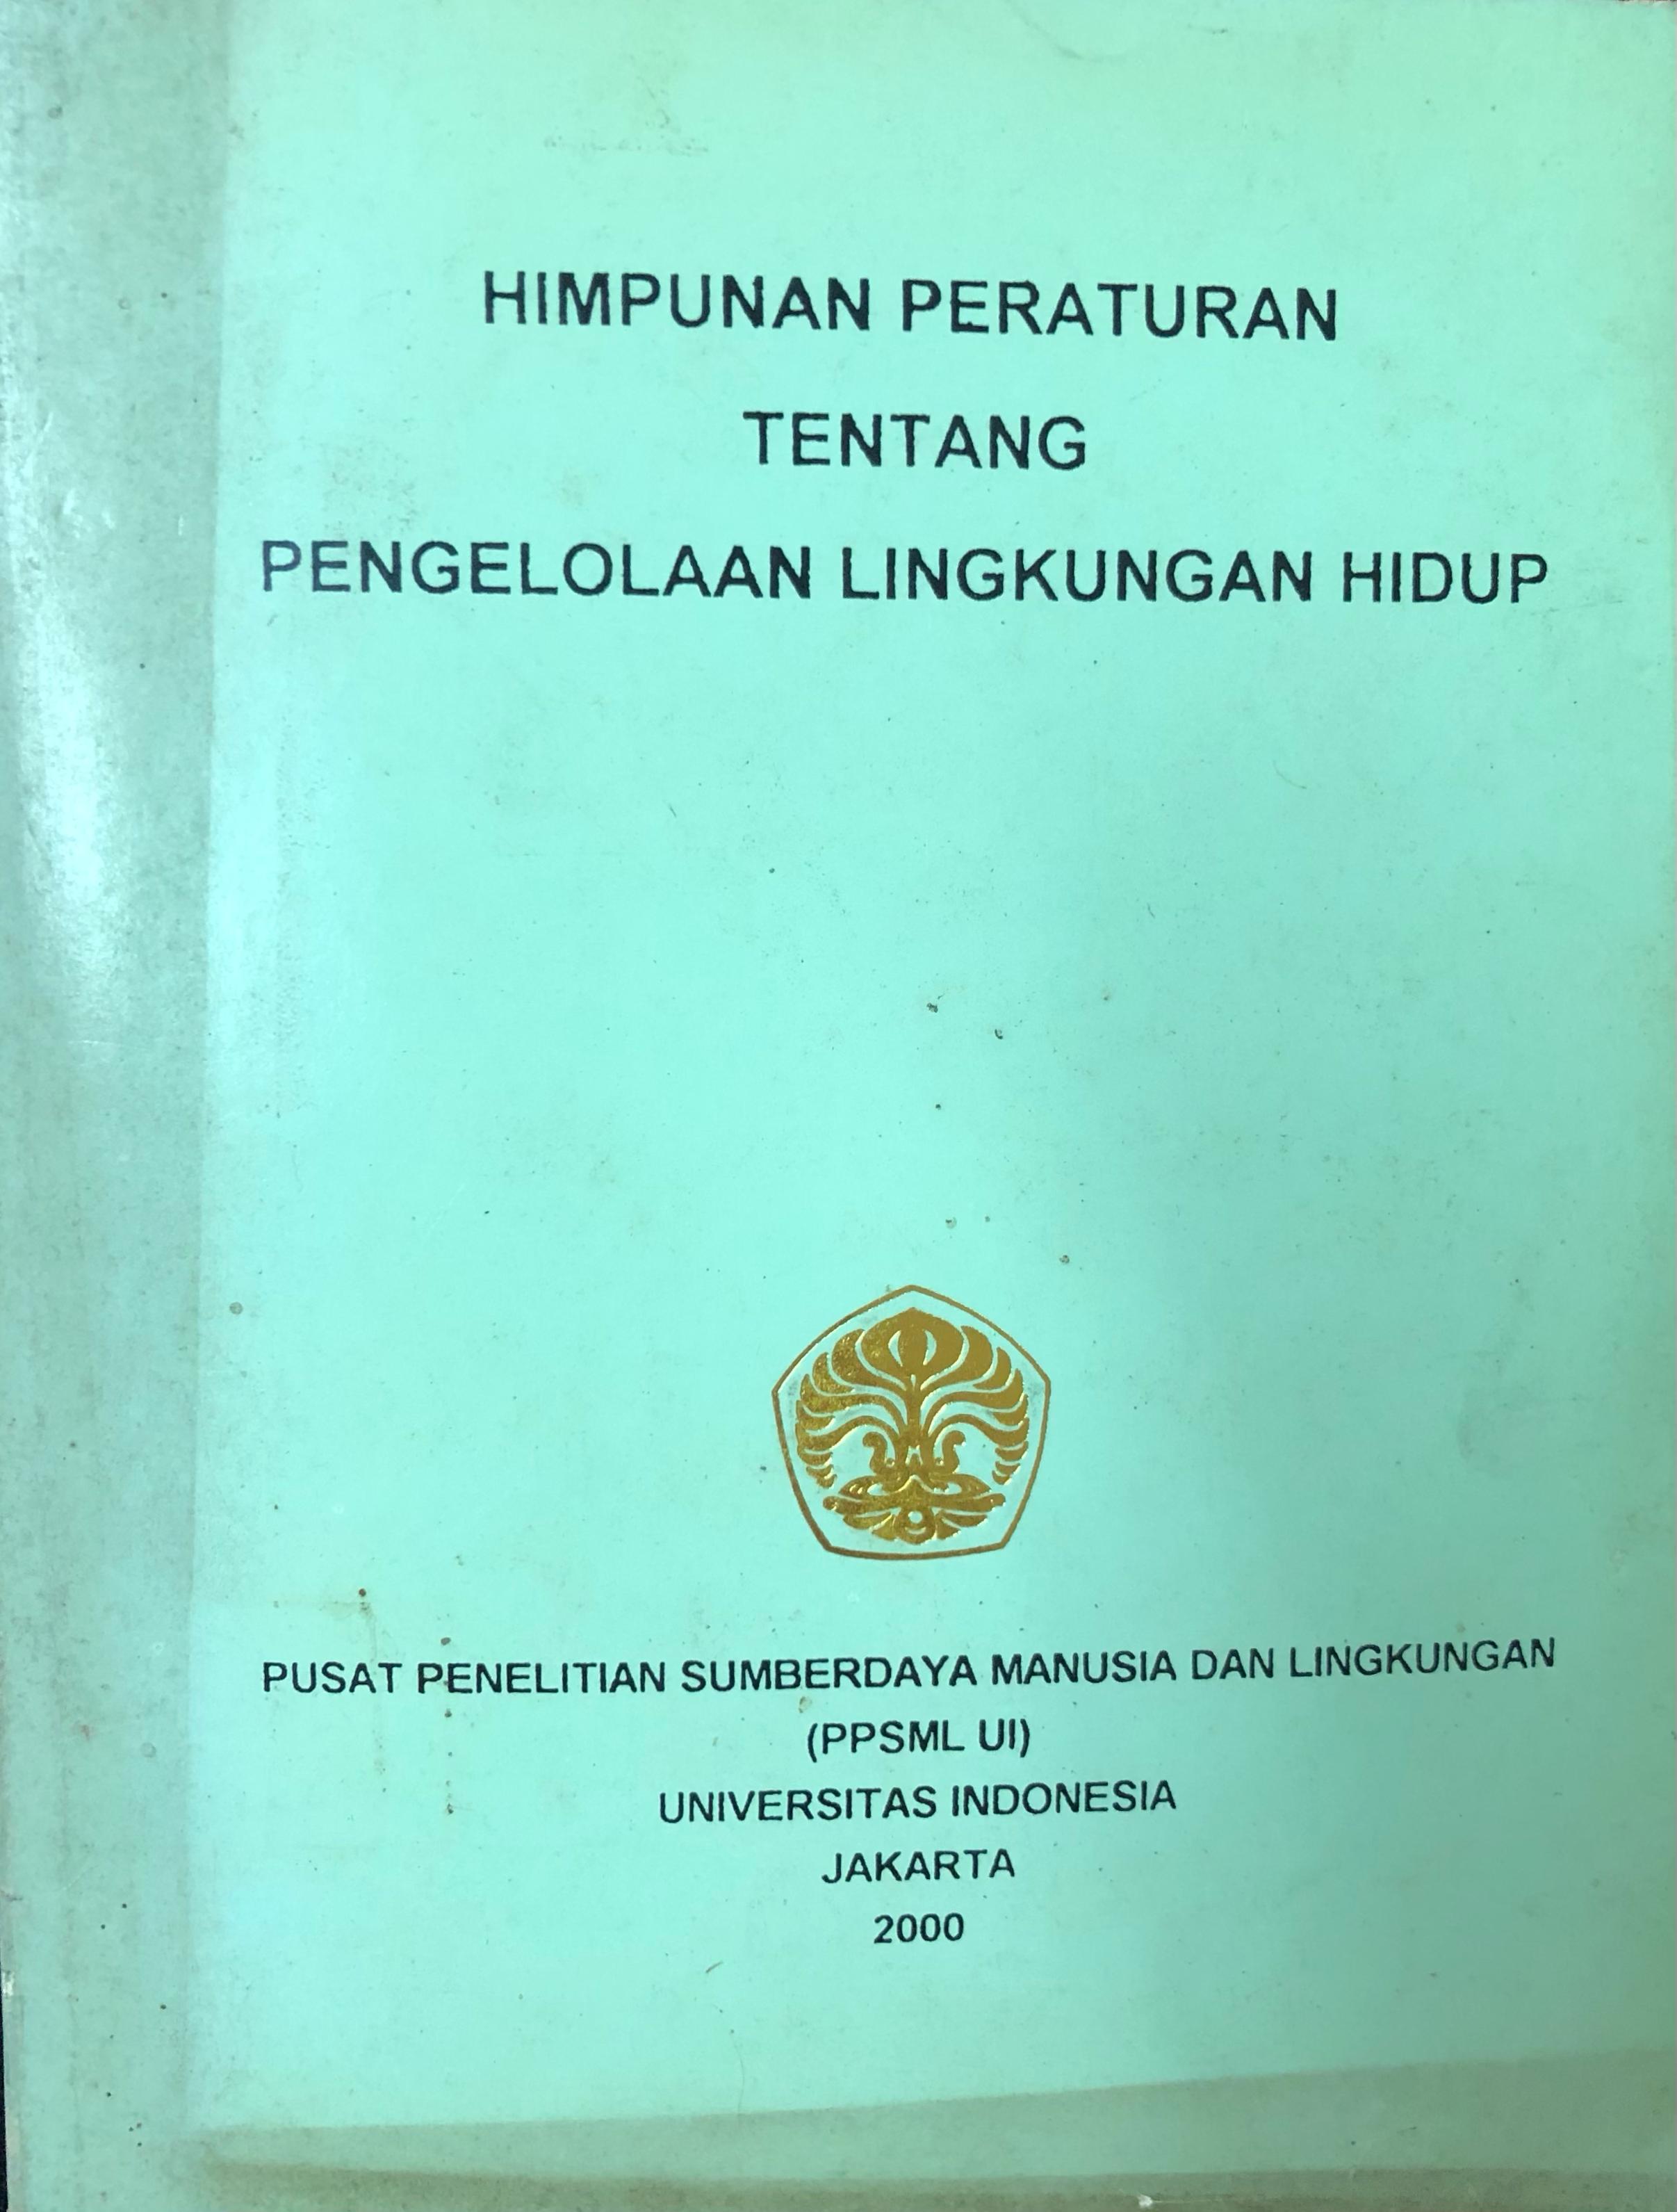 HIMPUNAN PERATURAN
TENTANG
PENGELOLAAN LINGKUNGAN HIDUP
PUSAT PENELITIAN SUMBERDAYA MANUSIA DAN LINGKUNGAN
(PPSML UI)
UNIVERSITAS INDONESIA
JAKARTA
2000